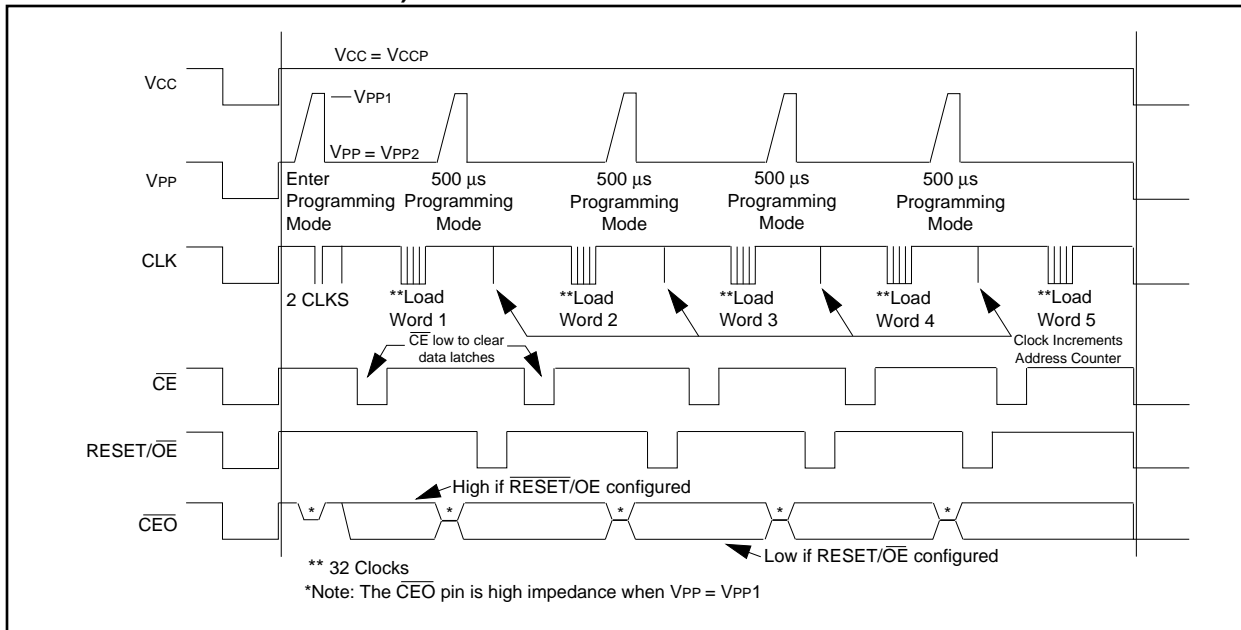 )
VCC = VCCP
VCC
VPP1
VPP = VPP2
VPP
Enter
Programming
Mode
500 µs
Programming
Mode
500 µs
Programming
Mode
500 µs
Programming
Mode
500 µs
Programming
Mode
CLK
2 CLKS
**Load
Word 1
**Load
Word 2
**Load
Word 3
**Load
Word 4
**Load
Word 5
CE low to clear
data latches
Clock Increments
Address Counter
CE
RESET/OE
High if RESET/OE configured
CEO
*
*
*
*
*
Low if RESET/OE configured
** 32 Clocks
*Note: The CEO pin is high impedance when VPP = VPP1